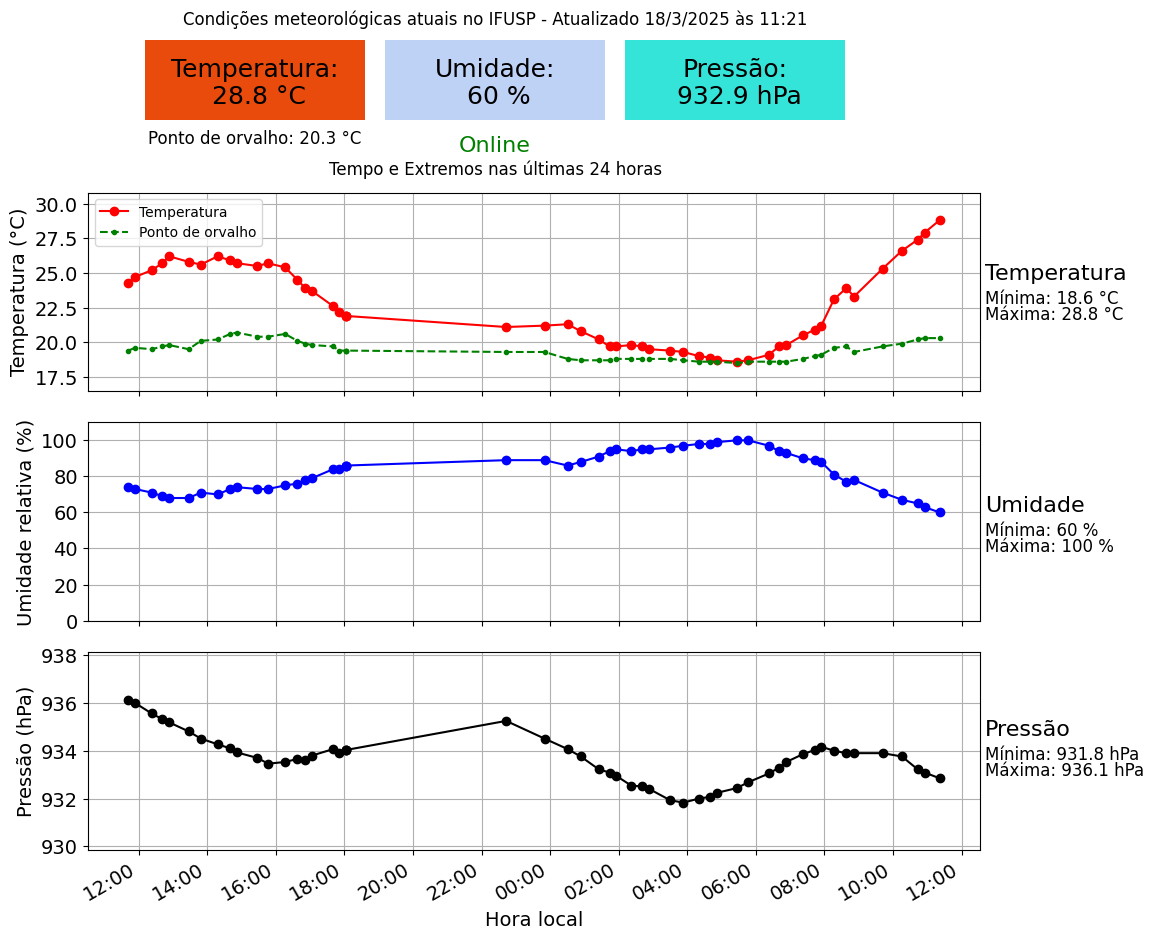 Condições meteorológicas atuais no IFUSP - Atualizado 18/3/2025 às 11:21
Temperatura:
28.8 °C
Umidade:
60 %
Pressão:
932.9 hPa
Ponto de orvalho: 20.3 °C
Online
Tempo e Extremos nas últimas 24 horas
Temperatura (°C)
30.0
27.5
25.0
22.5
20.0
17.5
Temperatura
Ponto de orvalho
Temperatura
Mínima: 18.6 °C
Máxima: 28.8 °C
Umidade relativa (%)
100
80
60
40
20
0
Umidade
Mínima: 60 %
Máxima: 100 %
Pressão (hPa)
938
936
934
932
930
Pressão
Mínima: 931.8 hPa
Máxima: 936.1 hPa
12:00 14:00 16:00 18:00 20:00 22:00 00:00 02:00 04:00 06:00 08:00 10:00 12:00
Hora local